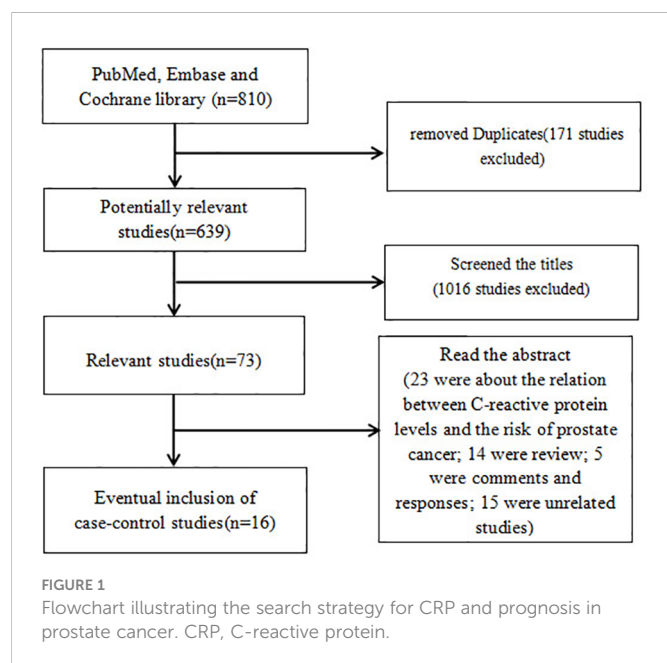 PubMed, Embase and
Cochrane library (n=810)
removed Duplicates(171 studies
excluded)
Potentially relevant
studies(n=639)
Screened the titles
(1016 studies excluded)
Relevant studies(n=73)
Read the abstract
(23 were about the relation
between C-reactive protein
levels and the risk of prostate
cancer; 14 were review; 5
were comments and
responses; 15 were unrelated
studies)
Eventual inclusion of
case-control studies(n=16)
FIGURE 1
Flowchart illustrating the search strategy for CRP and prognosis in
prostate cancer. CRP, C-reactive protein.